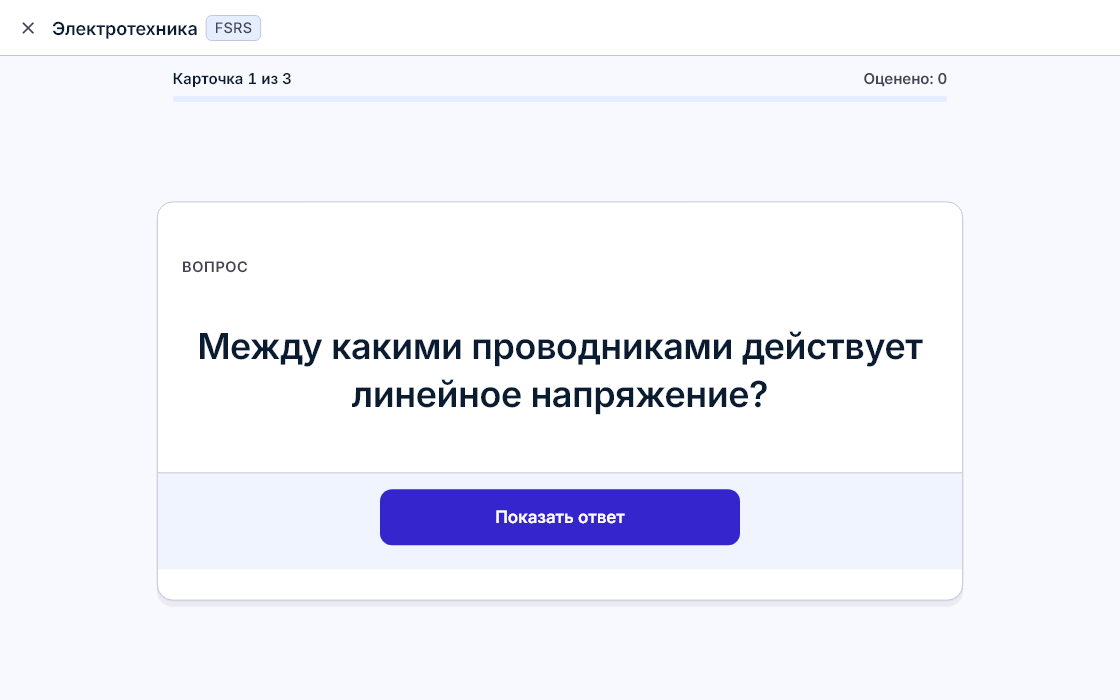 Электротехника FSRS
Карточка 1 из 3
Оценено: 0
ВОПРОС
Между какими проводниками действует
линейное напряжение?
Показать ответ